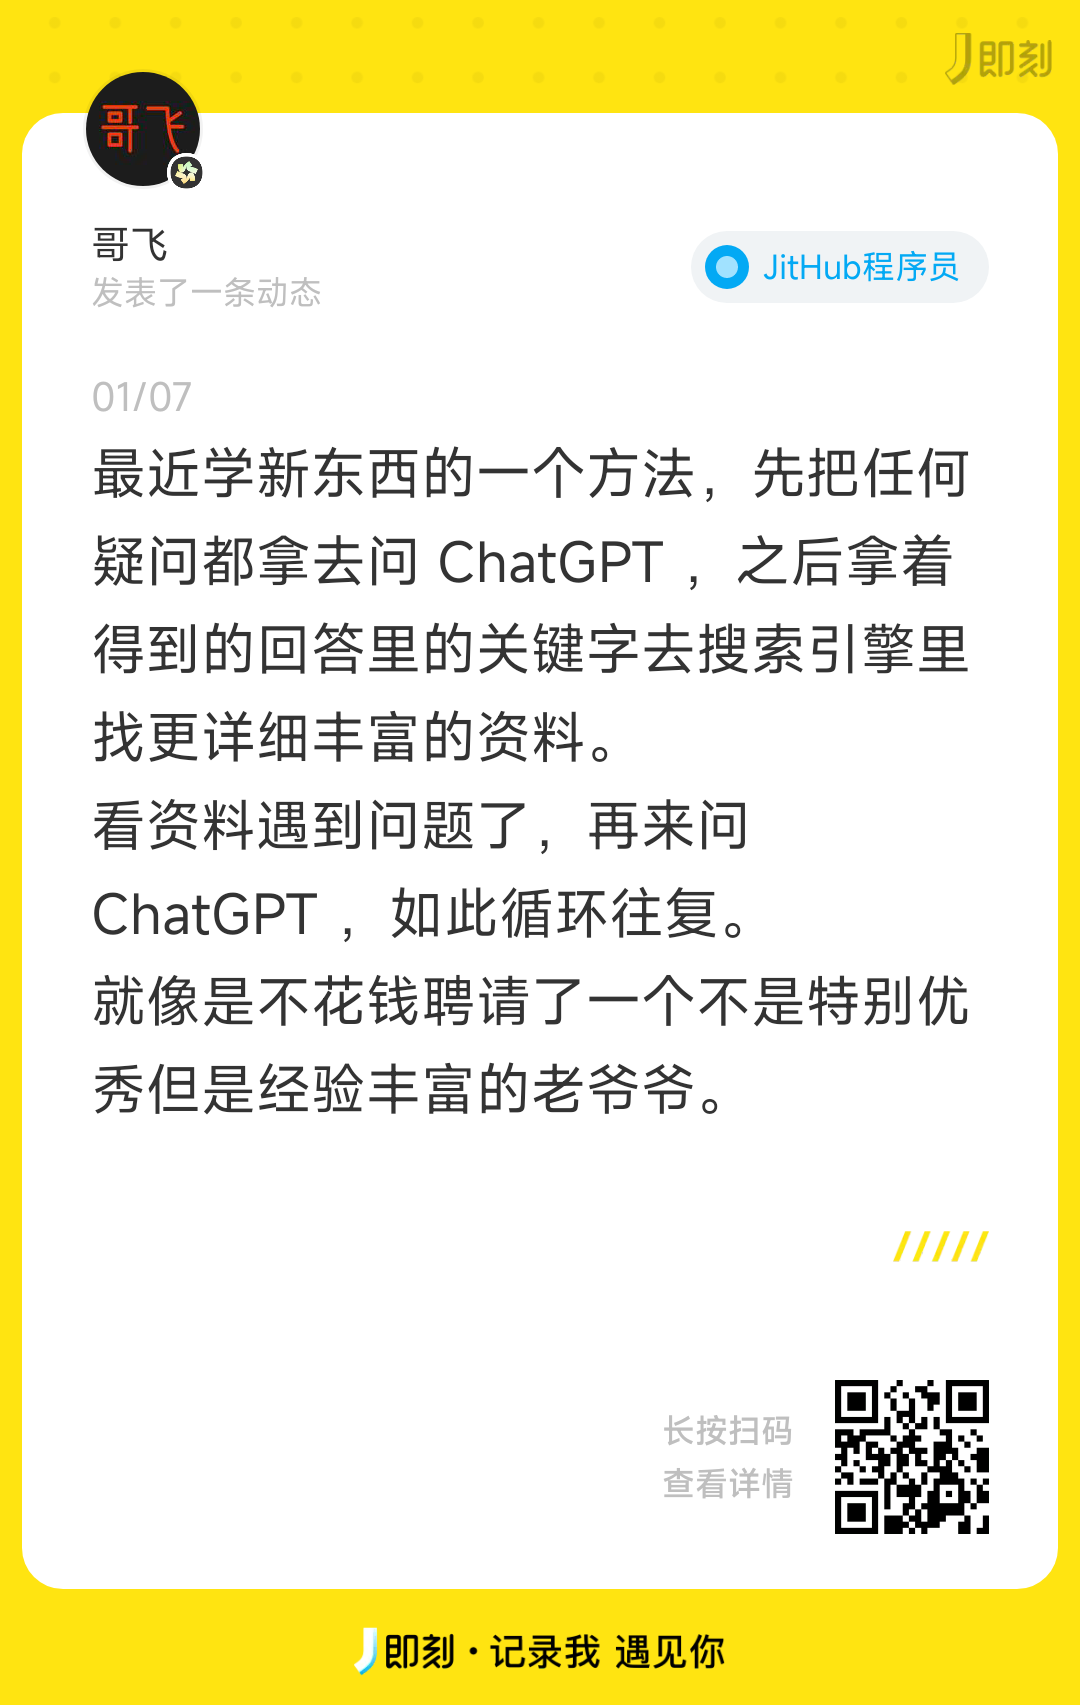 即刻
哥飞
哥飞
发表了一条动态
JitHub程序员
01/07
最近学新东西的一个方法，先把任何
疑问都拿去问 ChatGPT ，之后拿着
得到的回答里的关键字去搜索引擎里
找更详细丰富的资料。
看资料遇到问题了，再来问
ChatGPT ，如此循环往复。
就像是不花钱聘请了一个不是特别优
秀但是经验丰富的老爷爷。
长按扫码
查看详情
即刻·记录我 遇见你